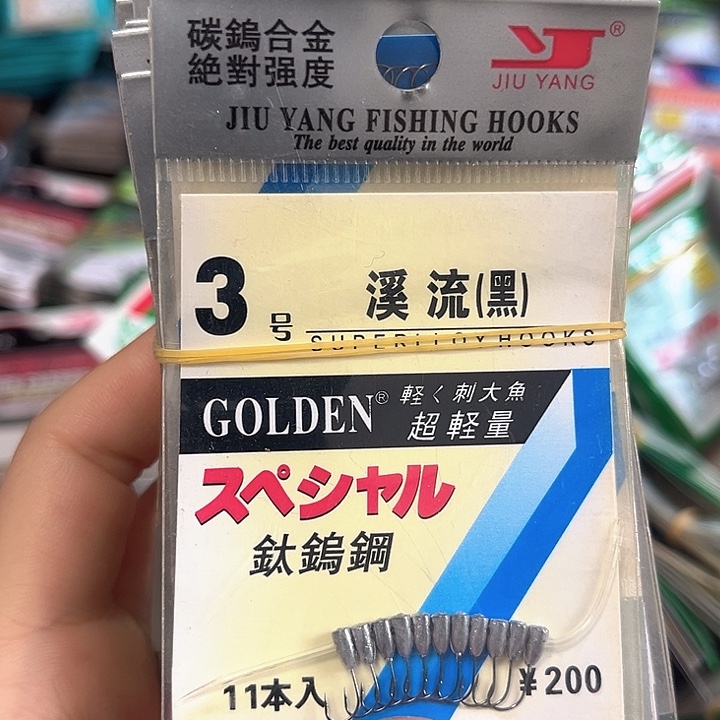 碳鎢合金
絕對强度
JIU YANG®
JIU YANG FISHING HOOKS
The best quality in the world
3号
溪流(黑)
SUPERLLOY HOOKS
GOLDEN®
軽く刺大魚
超軽量
スペシャル
鈦鎢鋼
11本入
¥200